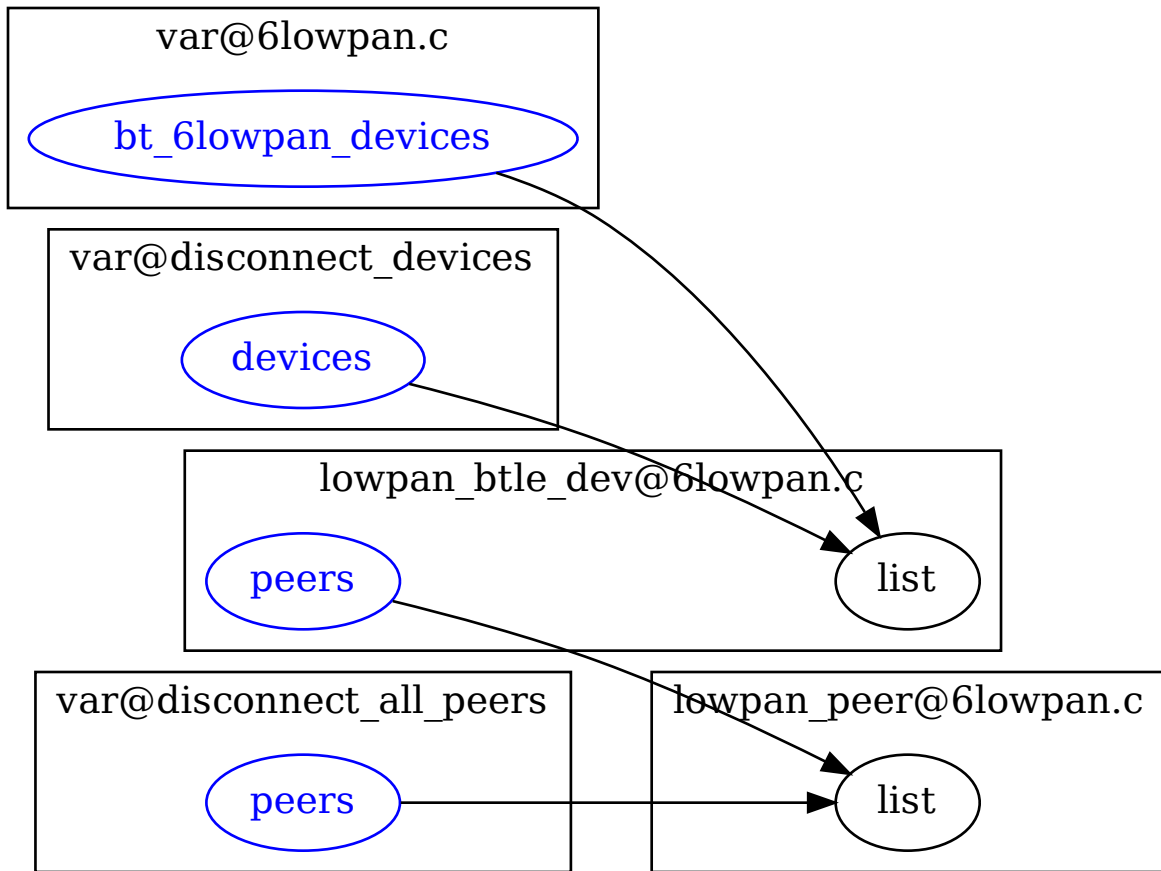 var@6lowpan.c
bt_6lowpan_devices
var@disconnect_devices
devices
lowpan_btle_dev@6lowpan.c
peers
list
var@disconnect_all_peers
lowpan_peer@6lowpan.c
peers
list